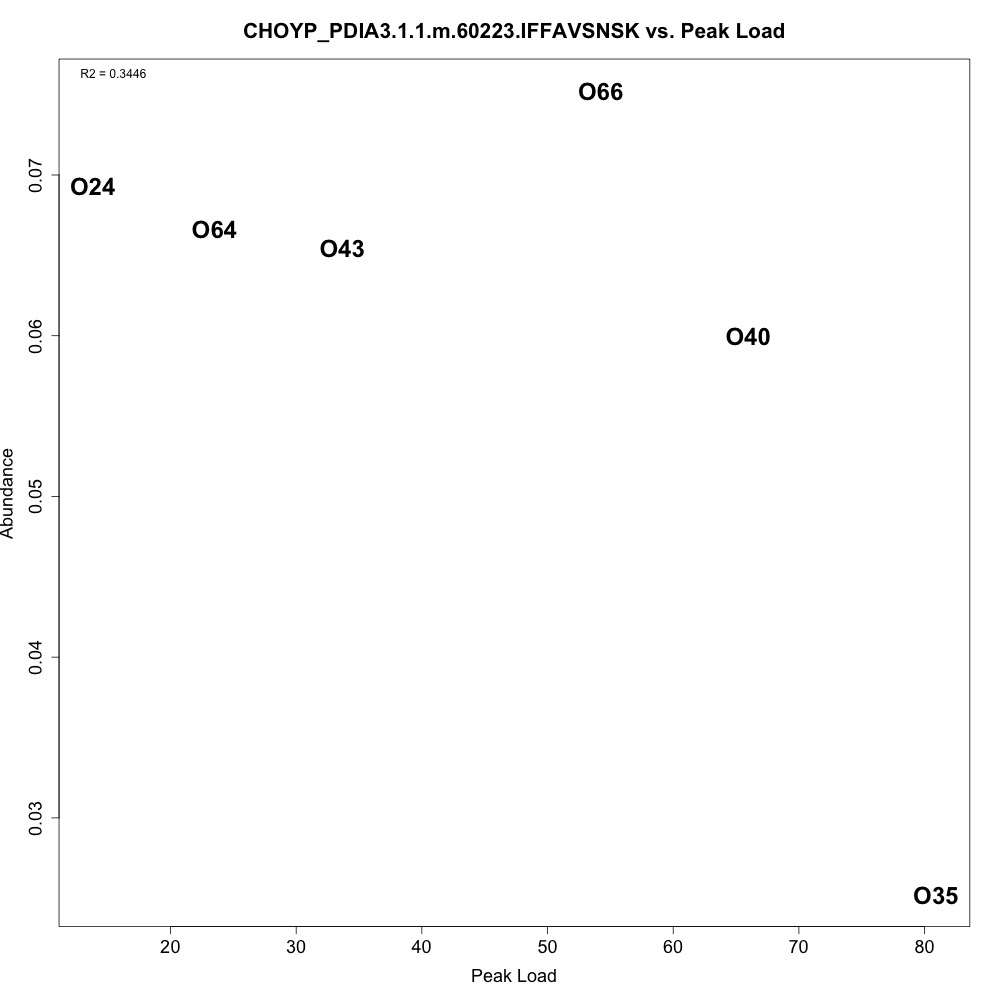 CHOYP_PDIA3.1.1.m.60223.IFFAVSNSK vs. Peak Load
R2 = 0.3446
O66
O24
O64
O43
O40
O35
0.07
0.06
0.05
0.04
0.03
Abundance
20 30 40 50 60 70 80
Peak Load